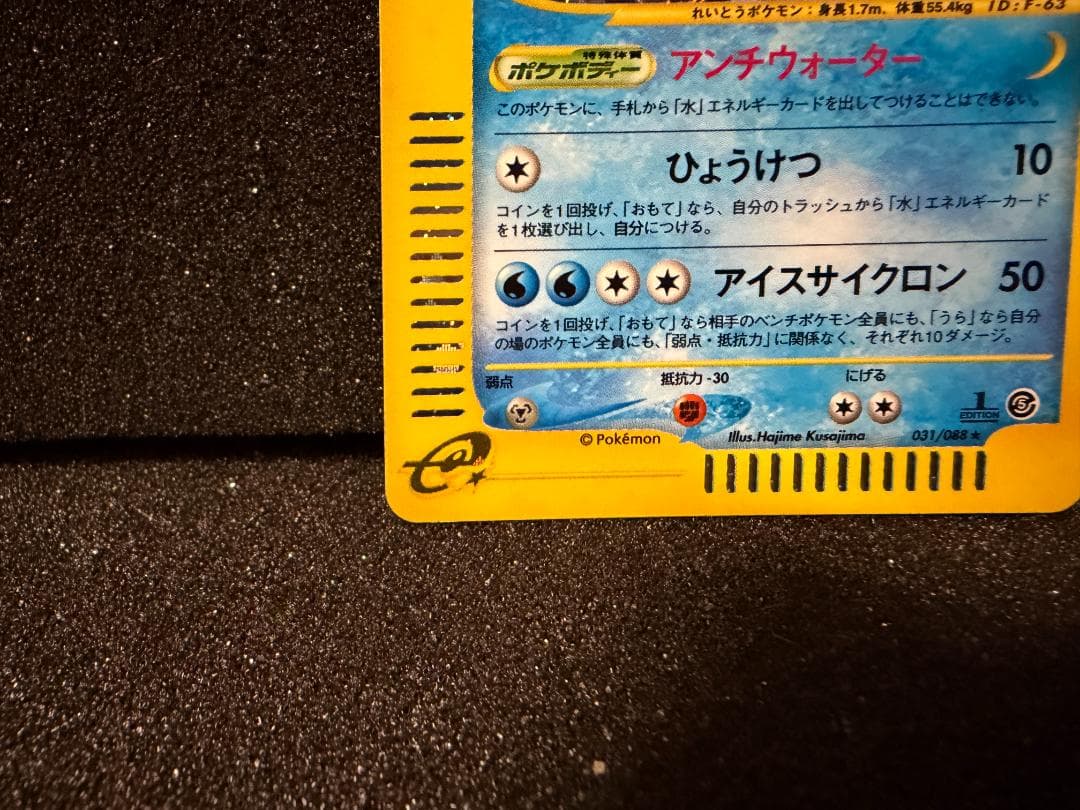 れいとうポケモン：身長1.7m、体重55.4kg ID:F-63
特殊体質
ポケボディー アンチウォーター
このポケモンに、手札から「水」エネルギーカードを出してつけることはできない。
ひょうけつ 10
コインを1回投げ、「おもて」なら、自分のトラッシュから「水」エネルギーカード
を1枚選び出し、自分につける。
アイスサイクロン 50
コインを1回投げ、「おもて」なら相手のベンチポケモン全員にも、「うら」なら自分
の場のポケモン全員にも、「弱点・抵抗力」に関係なく、それぞれ10ダメージ。
弱点 抵抗力 -30 にげる
1 EDITION 5
© Pokémon Illus.Hajime Kusajima 031/088 ★
e